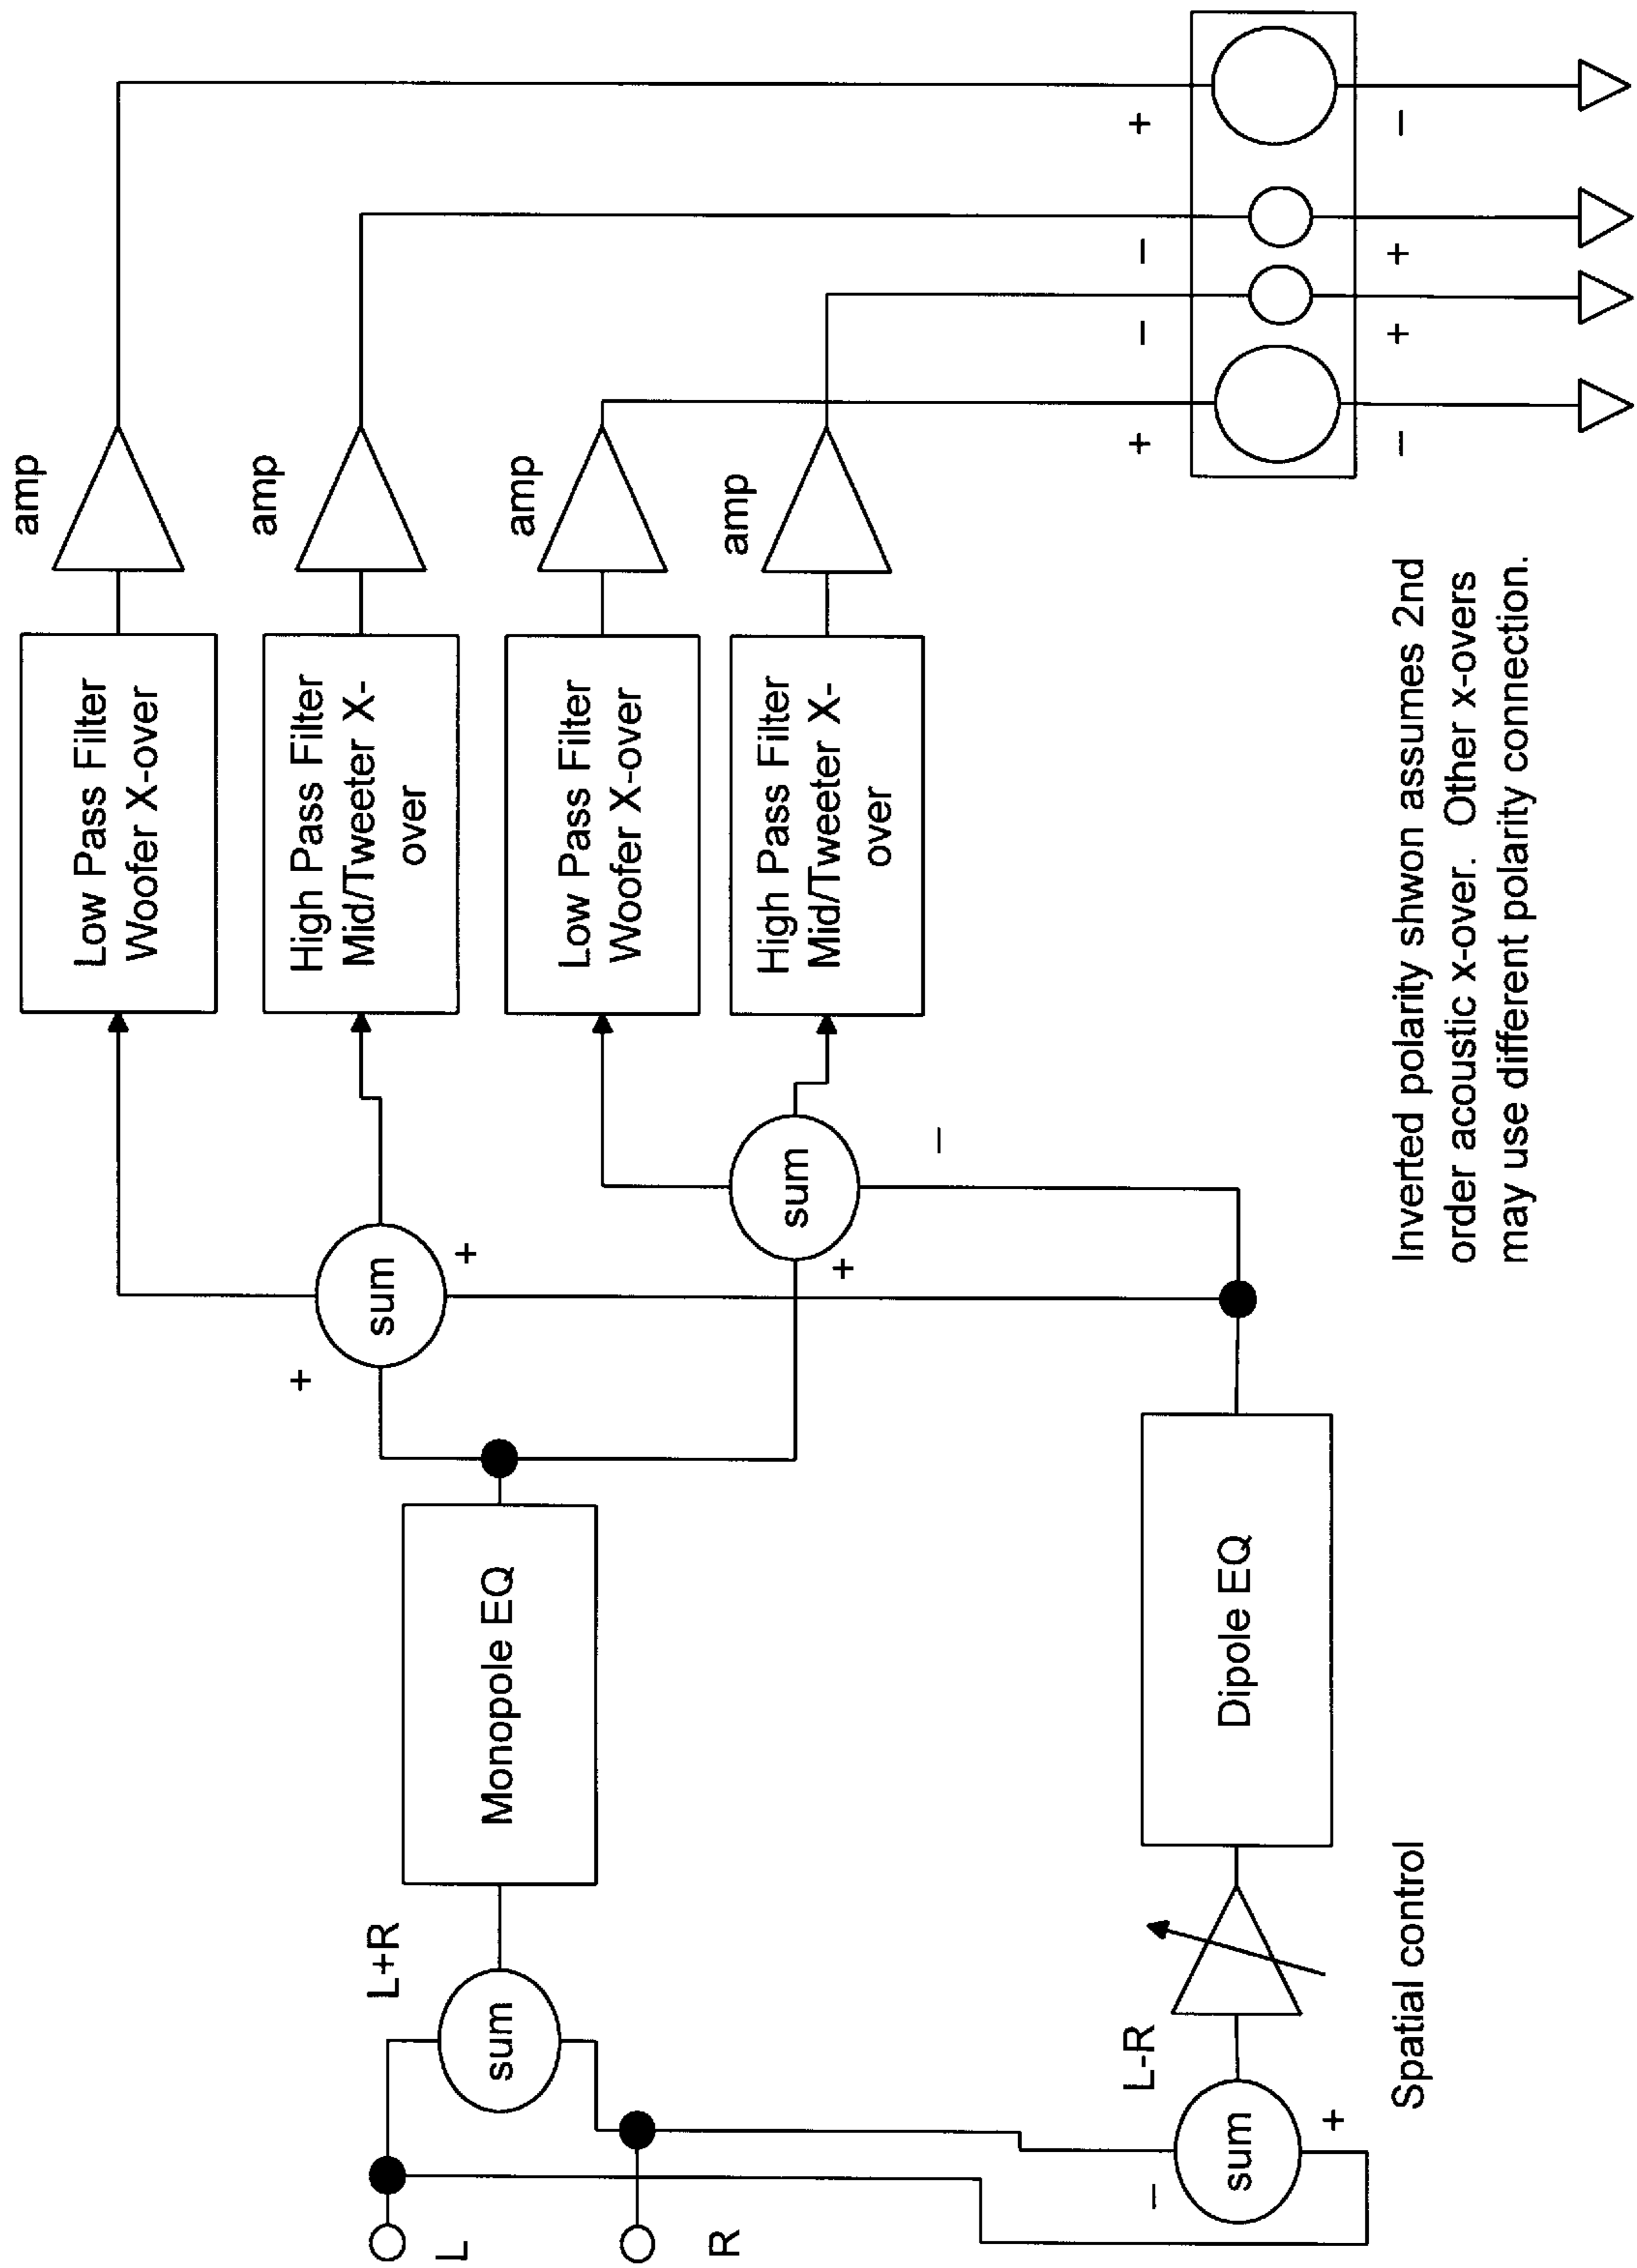 L
R
L+R
sum
Monopole EQ
L-R
sum
−
+
Spatial control
Dipole EQ
+
sum
+
+
sum
−
Low Pass Filter
Woofer X-over
amp
High Pass Filter
Mid/Tweeter X-
over
amp
Low Pass Filter
Woofer X-over
amp
High Pass Filter
Mid/Tweeter X-
over
amp
+
−
−
+
−
+
+
−
Inverted polarity shwon assumes 2nd
order acoustic x-over. Other x-overs
may use different polarity connection.